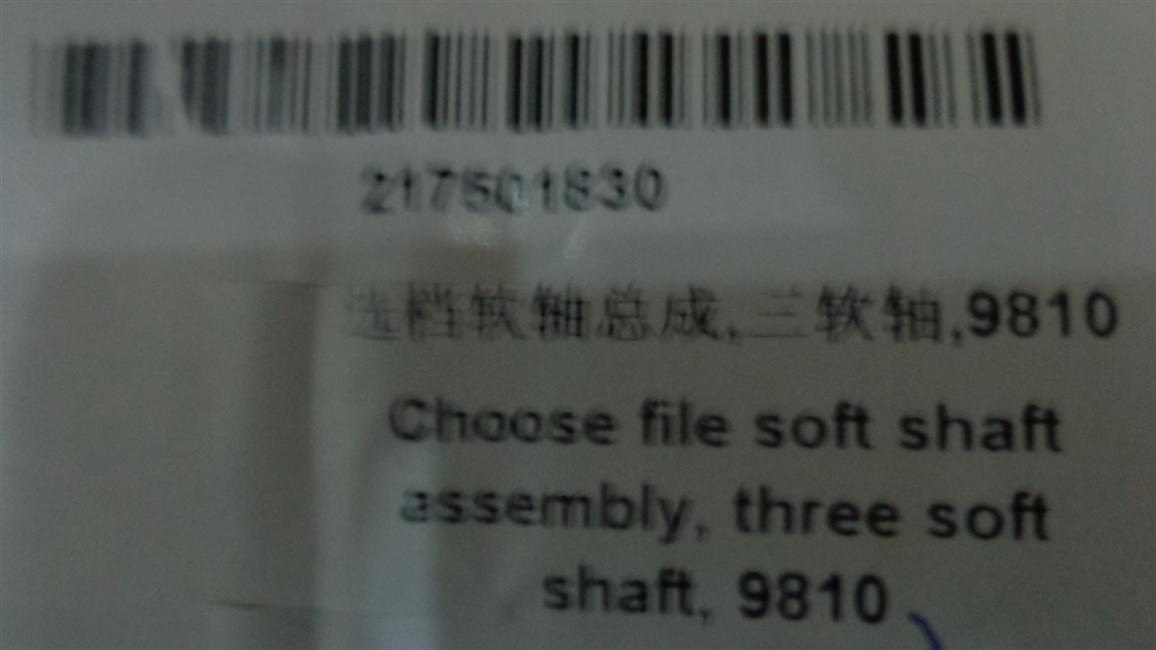 217501830
选档软轴总成,三软轴,9810
Choose file soft shaft
assembly, three soft
shaft, 9810